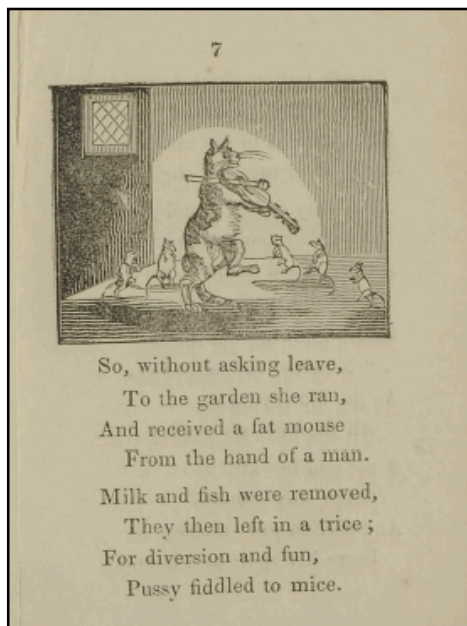 7
So, without asking leave,
To the garden she ran,
And received a fat mouse
From the hand of a man.
Milk and fish were removed,
They then left in a trice ;
For diversion and fun,
Pussy fiddled to mice.